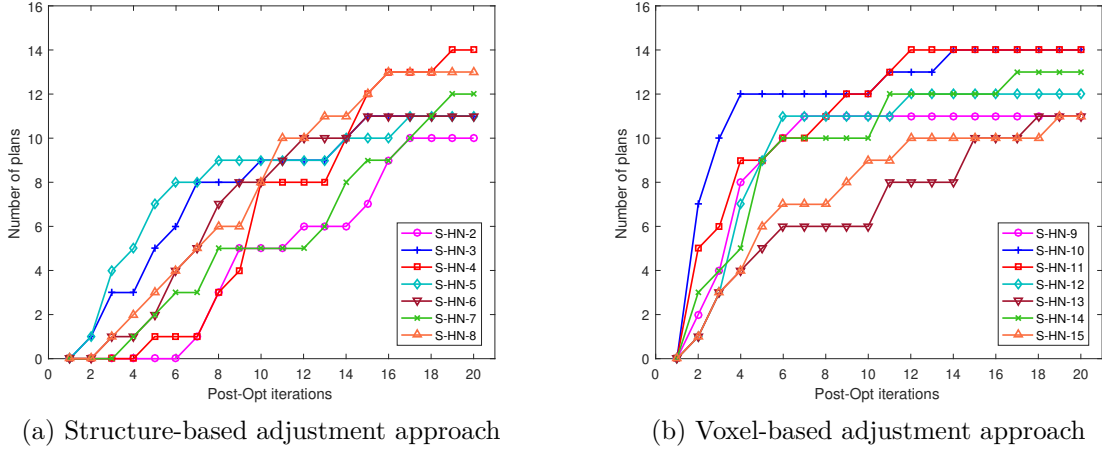 16
14
12
10
8
6
4
2
0
Number of plans
0 2 4 6 8 10 12 14 16 18 20
Post-Opt iterations
S-HN-2
S-HN-3
S-HN-4
S-HN-5
S-HN-6
S-HN-7
S-HN-8
(a) Structure-based adjustment approach
16
14
12
10
8
6
4
2
0
Number of plans
0 2 4 6 8 10 12 14 16 18 20
Post-Opt iterations
S-HN-9
S-HN-10
S-HN-11
S-HN-12
S-HN-13
S-HN-14
S-HN-15
(b) Voxel-based adjustment approach